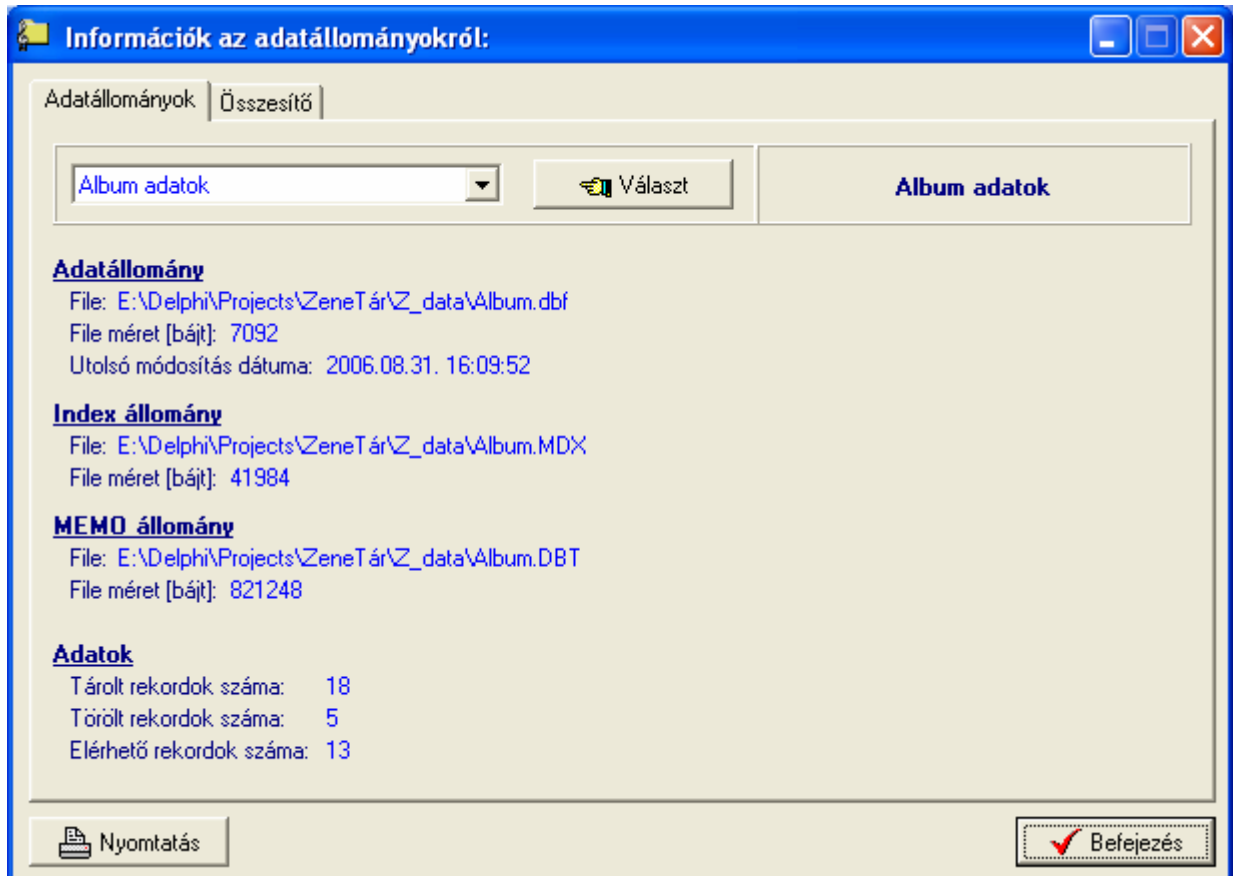 Információk az adatállományokról:
Adatállományok
Összesítő
Album adatok
Választ
Album adatok
Adatállomány
File: E:\Delphi\Projects\ZeneTár\Z_data\Album.dbf
File méret [bájt]: 7092
Utolsó módosítás dátuma: 2006.08.31. 16:09:52
Index állomány
File: E:\Delphi\Projects\ZeneTár\Z_data\Album.MDX
File méret [bájt]: 41984
MEMO állomány
File: E:\Delphi\Projects\ZeneTár\Z_data\Album.DBT
File méret [bájt]: 821248
Adatok
Tárolt rekordok száma: 18
Törölt rekordok száma: 5
Elérhető rekordok száma: 13
Nyomtatás
Befejezés